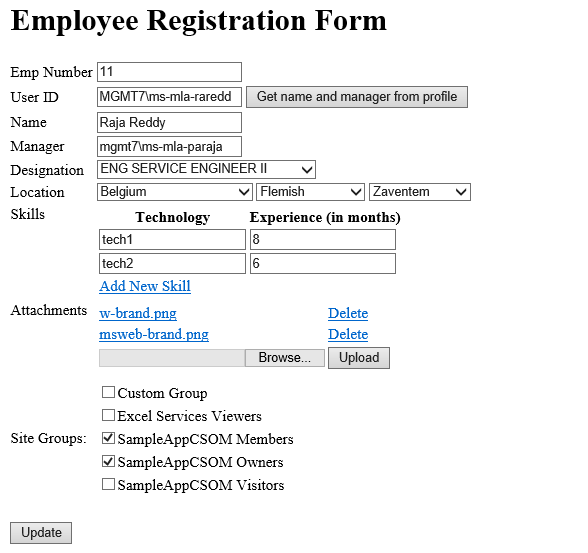 Employee Registration Form
Emp Number 11
User ID MGMT7\ms-mla-raredd Get name and manager from profile
Name Raja Reddy
Manager mgmt7\ms-mla-paraja
Designation ENG SERVICE ENGINEER II
Location Belgium Flemish Zaventem
Skills Technology Experience (in months)
tech1 8
tech2 6
Add New Skill
Attachments w-brand.png Delete
msweb-brand.png Delete
Browse... Upload
Custom Group
Excel Services Viewers
Site Groups: SampleAppCSOM Members
SampleAppCSOM Owners
SampleAppCSOM Visitors
Update